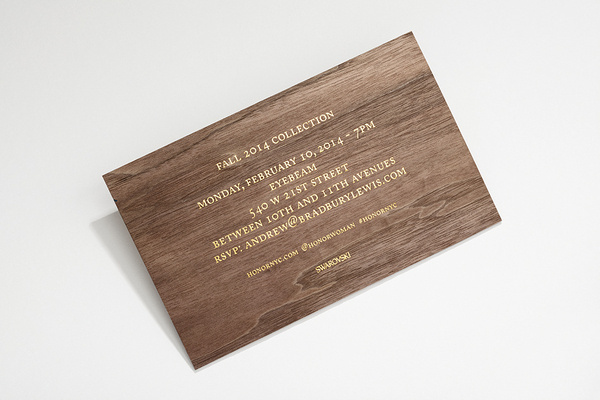 FALL 2014 COLLECTION
MONDAY, FEBRUARY 10, 2014 - 7PM
EYEBEAM
540 W 21ST STREET
BETWEEN 10TH AND 11TH AVENUES
RSVP: ANDREW@BRADBURYLEWIS.COM
HONORNYC.COM @HONORWOMAN #HONORNYC
SWAROVSKI